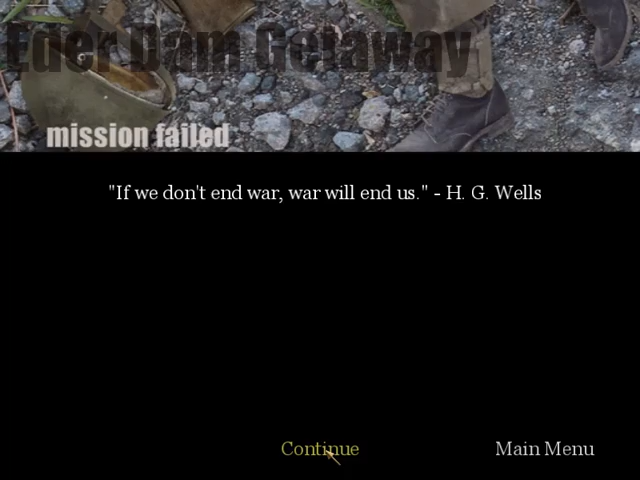 Eder Dam Getaway
mission failed
"If we don't end war, war will end us." - H. G. Wells
Continue
Main Menu